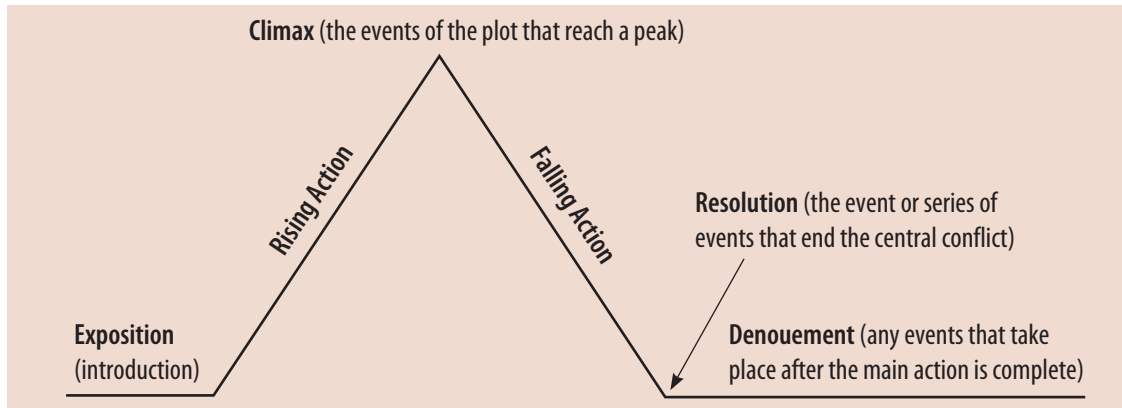 Climax (the events of the plot that reach a peak)
Rising Action
Falling Action
Resolution (the event or series of
events that end the central conflict)
Exposition
(introduction)
Denouement (any events that take
place after the main action is complete)